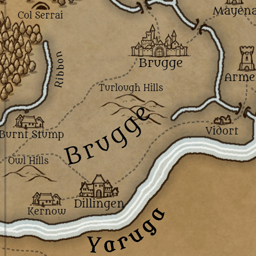 Col Serrai
Mayena
Ribbon
Brugge
Arme
Turlough Hills
Brugge
Vidort
Burnt Stump
Owl Hills
Kernow
Dillingen
Yaruga